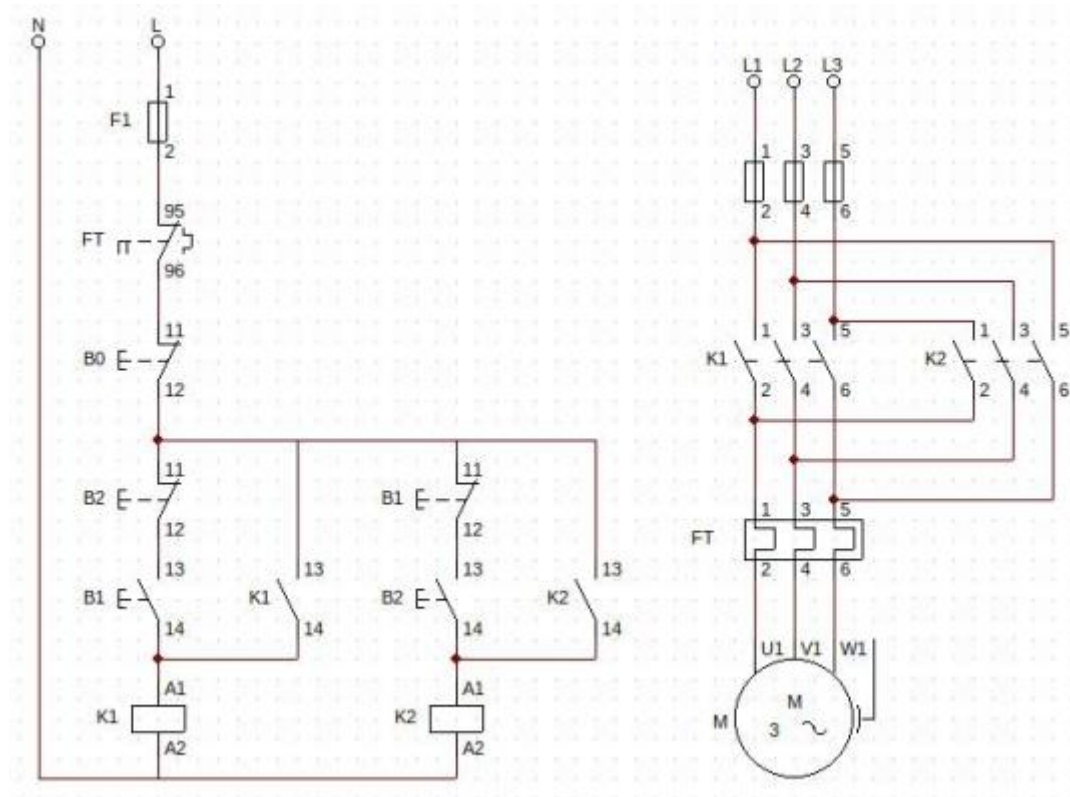 N L
L1 L2 L3
1
F1
2
1 3 5
2 4 6
95
FT
96
11
B0
12
1 3 5 1 3 5
K1 K2
2 4 6 2 4 6
11 11
B2 B1
12 12
1 3 5
FT
2 4 6
13 13 13 13
B1 K1 B2 K2
14 14 14 14
U1 V1 W1
A1 A1
K1 K2
A2 A2
M M
3